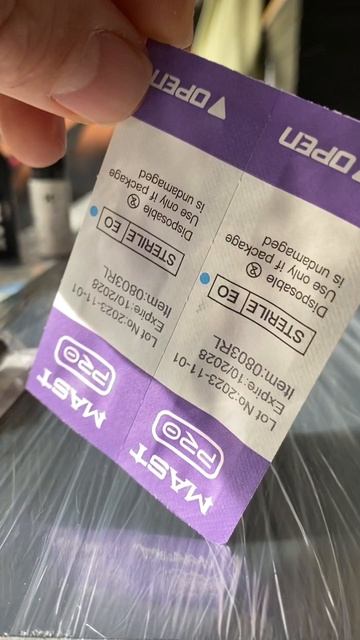 MAST
PRO
Item:0803RL
Expire:10/2028
Lot No:2023-11-01
STERILE EO
Disposable
Use only if package
is undamaged
OPEN
MAST
PRO
Item:0803RL
Expire:10/2028
Lot No:2023-11-01
STERILE EO
Disposable
Use only if package
is undamaged
OPEN